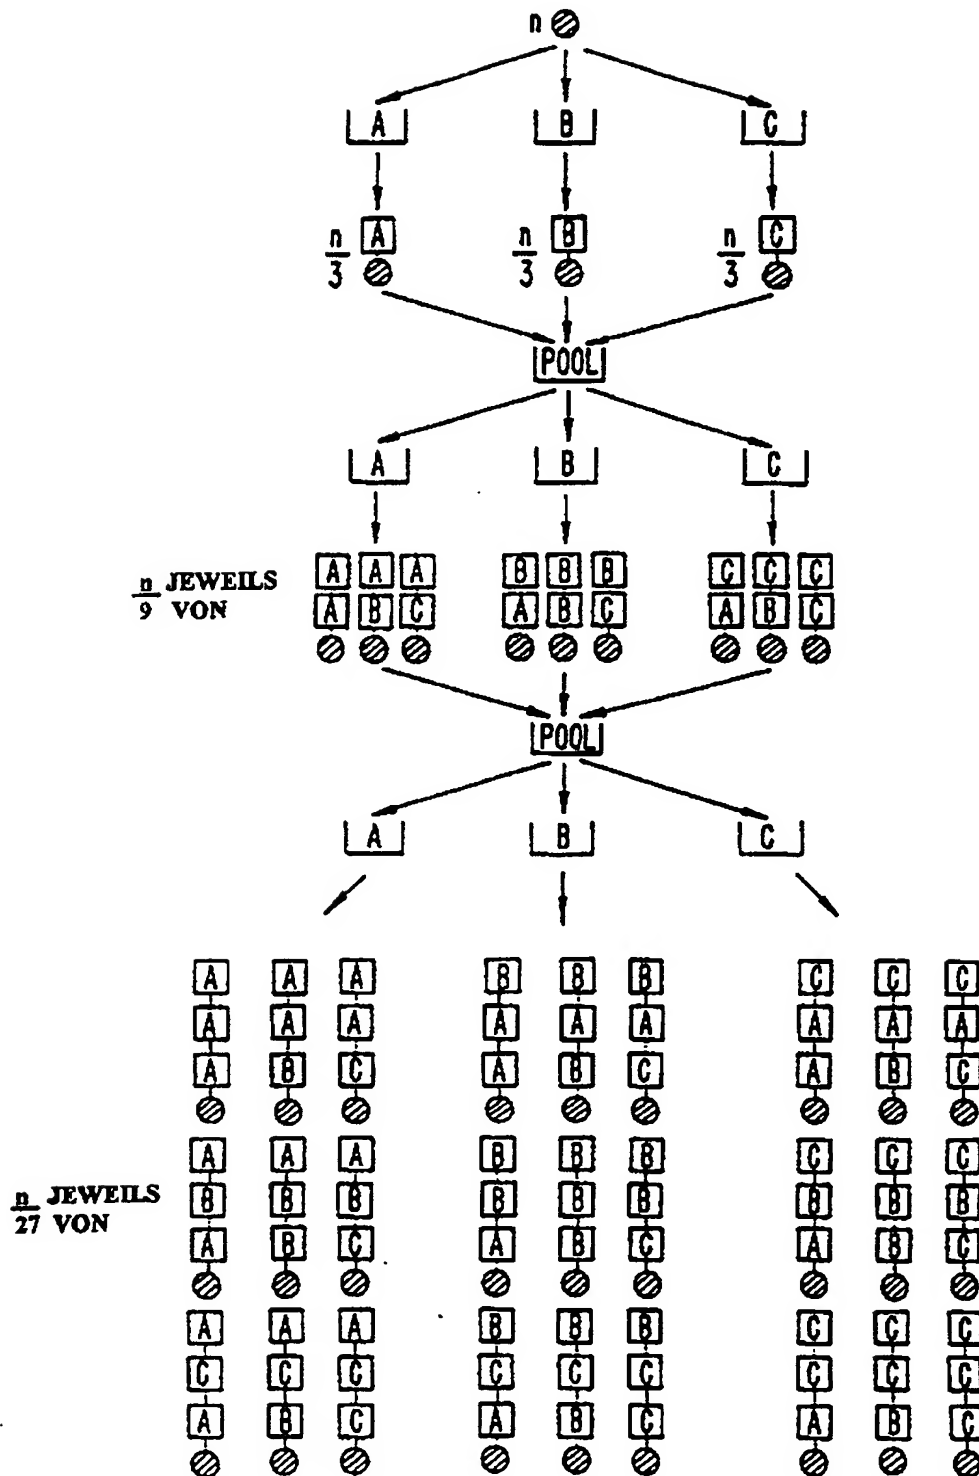 n
A B C
n/3 A n/3 B n/3 C
POOL
A B C
A A A B B B C C C
n/9 JEWEILS VON
A B C A B C A B C
POOL
A B C
A A A B B B C C C
A A A A A A A A A
A B C A B C A B C
A A A B B B C C C
n/27 JEWEILS VON
B B B B B B B B B
A B C A B C A B C
A A A B B B C C C
C C C C C C C C C
A B C A B C A B C